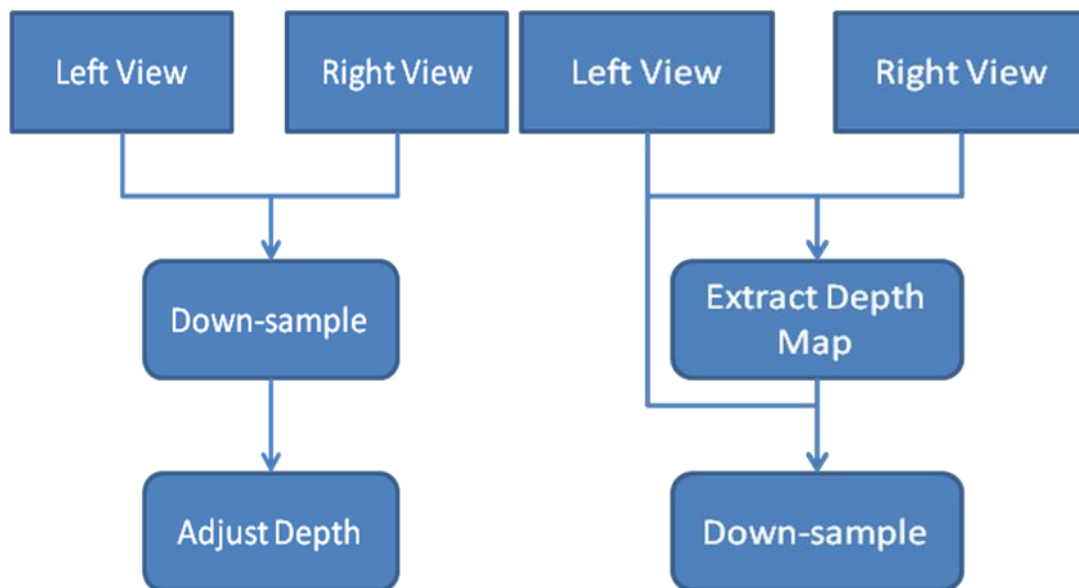 Left View
Right View
Left View
Right View
Down-sample
Extract Depth
Map
Adjust Depth
Down-sample